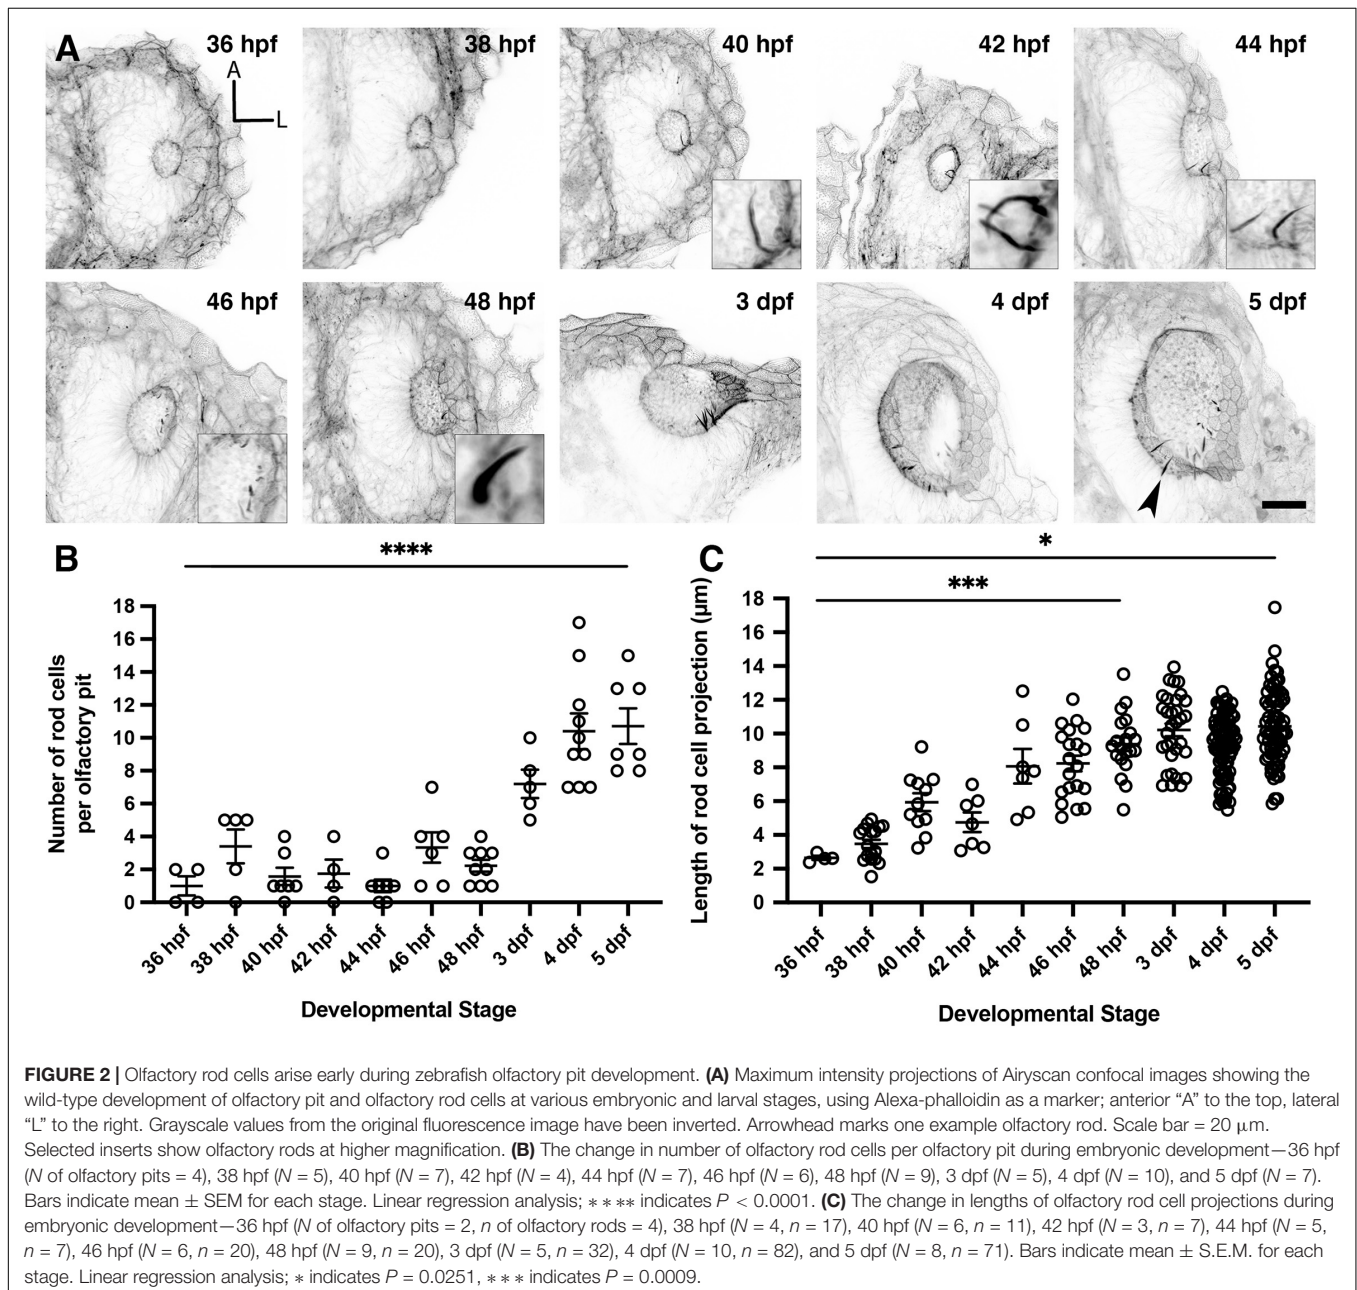 A
36 hpf
38 hpf
40 hpf
42 hpf
44 hpf
A
L
46 hpf
48 hpf
3 dpf
4 dpf
5 dpf
B
****
Number of rod cells
per olfactory pit
18
16
14
12
10
8
6
4
2
0
36 hpf
38 hpf
40 hpf
42 hpf
44 hpf
46 hpf
48 hpf
3 dpf
4 dpf
5 dpf
Developmental Stage
C
*
***
Length of rod cell projection (μm)
18
16
14
12
10
8
6
4
2
0
36 hpf
38 hpf
40 hpf
42 hpf
44 hpf
46 hpf
48 hpf
3 dpf
4 dpf
5 dpf
Developmental Stage
FIGURE 2 | Olfactory rod cells arise early during zebrafish olfactory pit development. (A) Maximum intensity projections of Airyscan confocal images showing the
wild-type development of olfactory pit and olfactory rod cells at various embryonic and larval stages, using Alexa-phalloidin as a marker; anterior “A” to the top, lateral
“L” to the right. Grayscale values from the original fluorescence image have been inverted. Arrowhead marks one example olfactory rod. Scale bar = 20 μm.
Selected inserts show olfactory rods at higher magnification. (B) The change in number of olfactory rod cells per olfactory pit during embryonic development—36 hpf
(N of olfactory pits = 4), 38 hpf (N = 5), 40 hpf (N = 7), 42 hpf (N = 4), 44 hpf (N = 7), 46 hpf (N = 6), 48 hpf (N = 9), 3 dpf (N = 5), 4 dpf (N = 10), and 5 dpf (N = 7).
Bars indicate mean ± SEM for each stage. Linear regression analysis; ∗∗∗∗ indicates P < 0.0001. (C) The change in lengths of olfactory rod cell projections during
embryonic development—36 hpf (N of olfactory pits = 2, n of olfactory rods = 4), 38 hpf (N = 4, n = 17), 40 hpf (N = 6, n = 11), 42 hpf (N = 3, n = 7), 44 hpf (N = 5,
n = 7), 46 hpf (N = 6, n = 20), 48 hpf (N = 9, n = 20), 3 dpf (N = 5, n = 32), 4 dpf (N = 10, n = 82), and 5 dpf (N = 8, n = 71). Bars indicate mean ± S.E.M. for each
stage. Linear regression analysis; ∗ indicates P = 0.0251, ∗∗∗ indicates P = 0.0009.